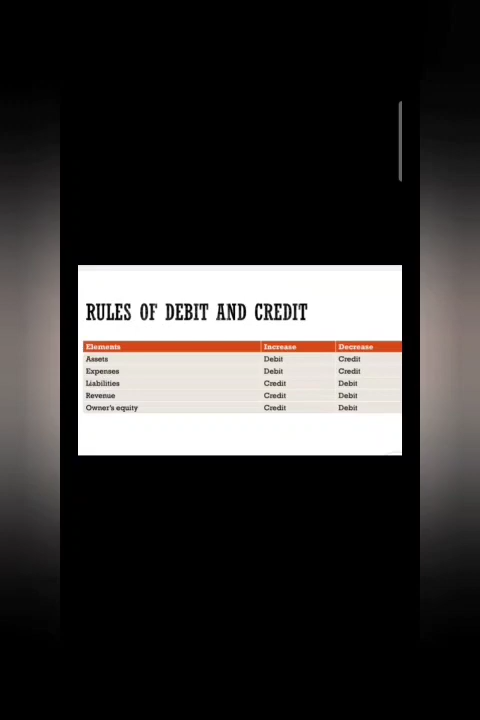 RULES OF DEBIT AND CREDIT
Elements Increase Decrease
Assets Debit Credit
Expenses Debit Credit
Liabilities Credit Debit
Revenue Credit Debit
Owner's equity Credit Debit